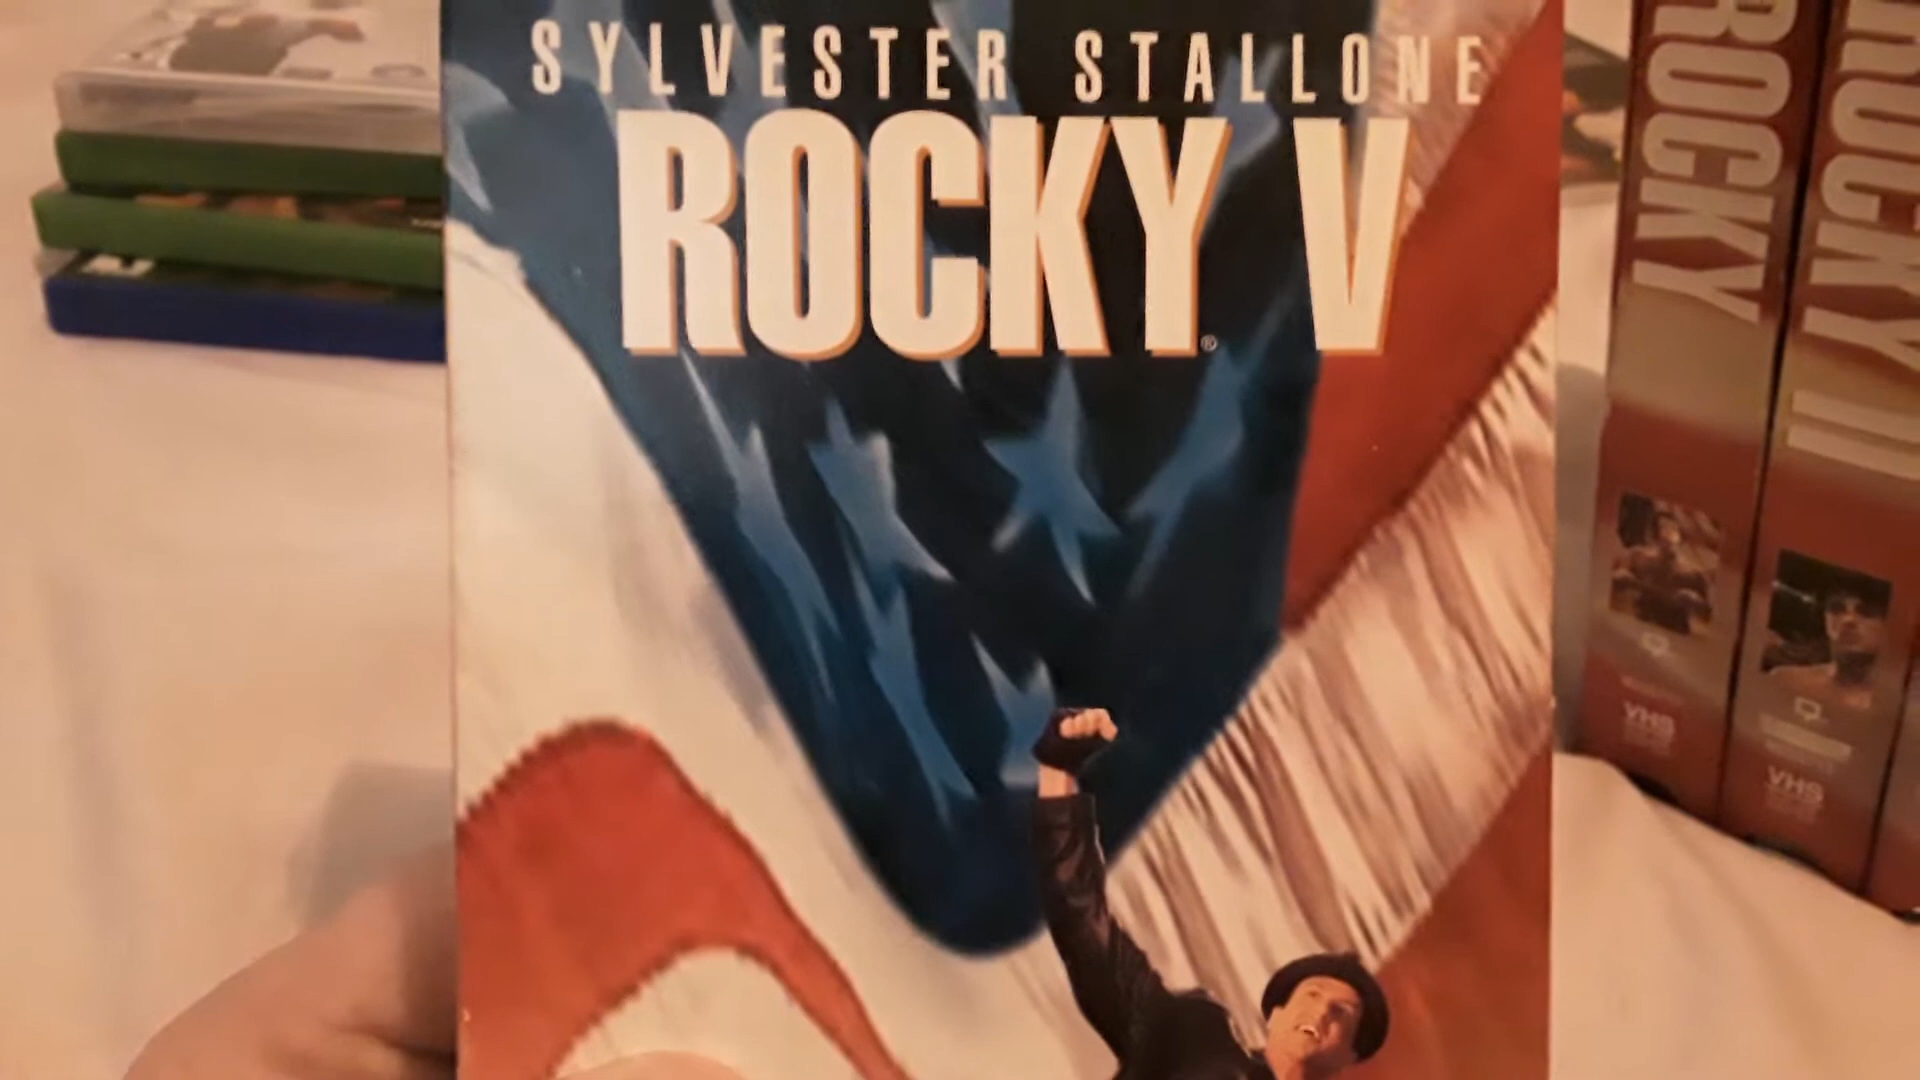 SYLVESTER STALLONE
ROCKY V
®
ROCKY
VHS
ROCKY II
VHS